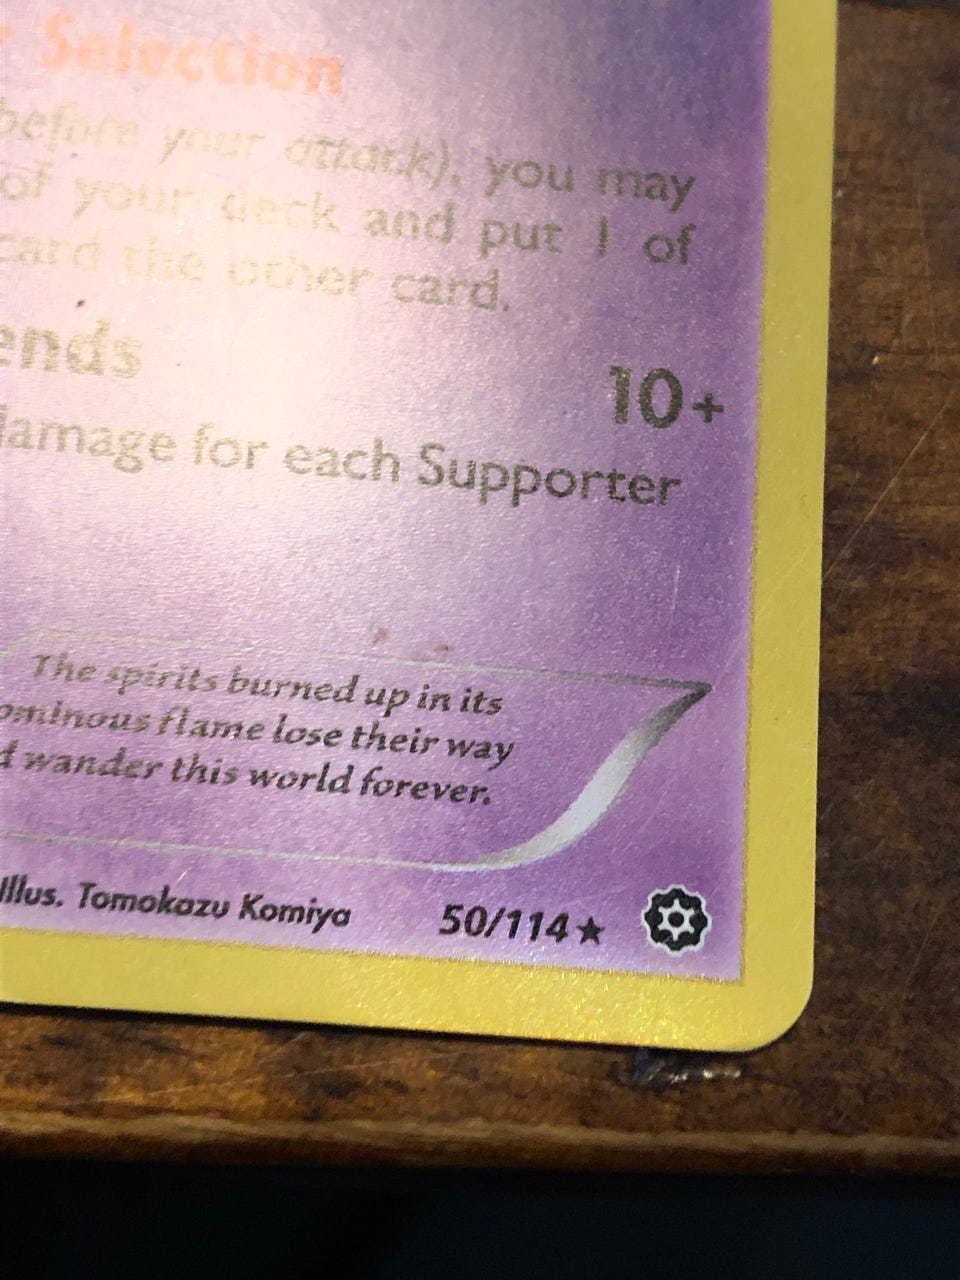 Selection
before your attack), you may
of your deck and put 1 of
card the other card.
ends
10+
damage for each Supporter
The spirits burned up in its
ominous flame lose their way
d wander this world forever.
Illus. Tomokazu Komiya
50/114★